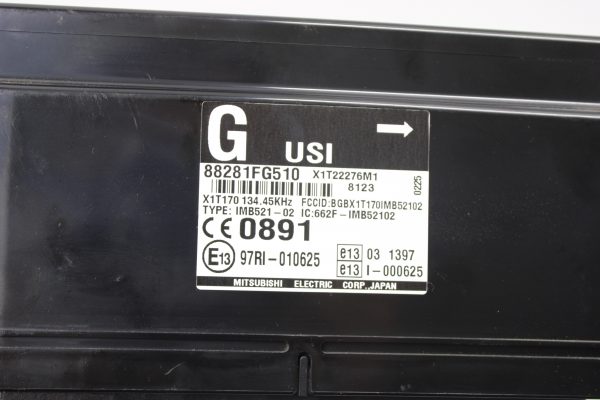 G USI
88281FG510 X1T22276M1
8123
0225
X1T170 134.45KHz FCCID:BGBX1T170IMB52102
TYPE: IMB521-02 IC:662F-IMB52102
CE 0891
E13 97RI-010625
e13 03 1397
e13 I-000625
MITSUBISHI ELECTRIC CORP.,JAPAN